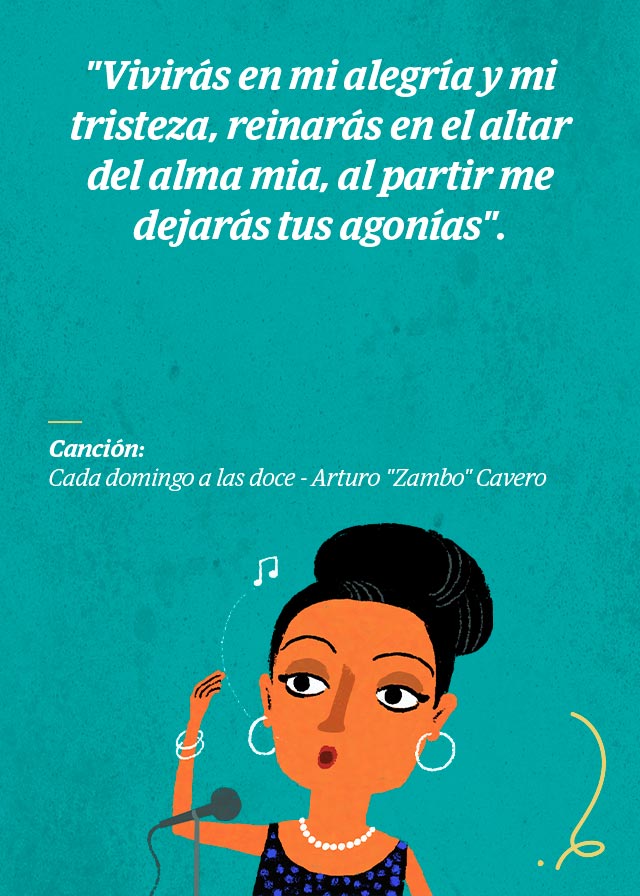 "Vivirás en mi alegría y mi
tristeza, reinarás en el altar
del alma mia, al partir me
dejarás tus agonías".
Canción:
Cada domingo a las doce - Arturo "Zambo" Cavero